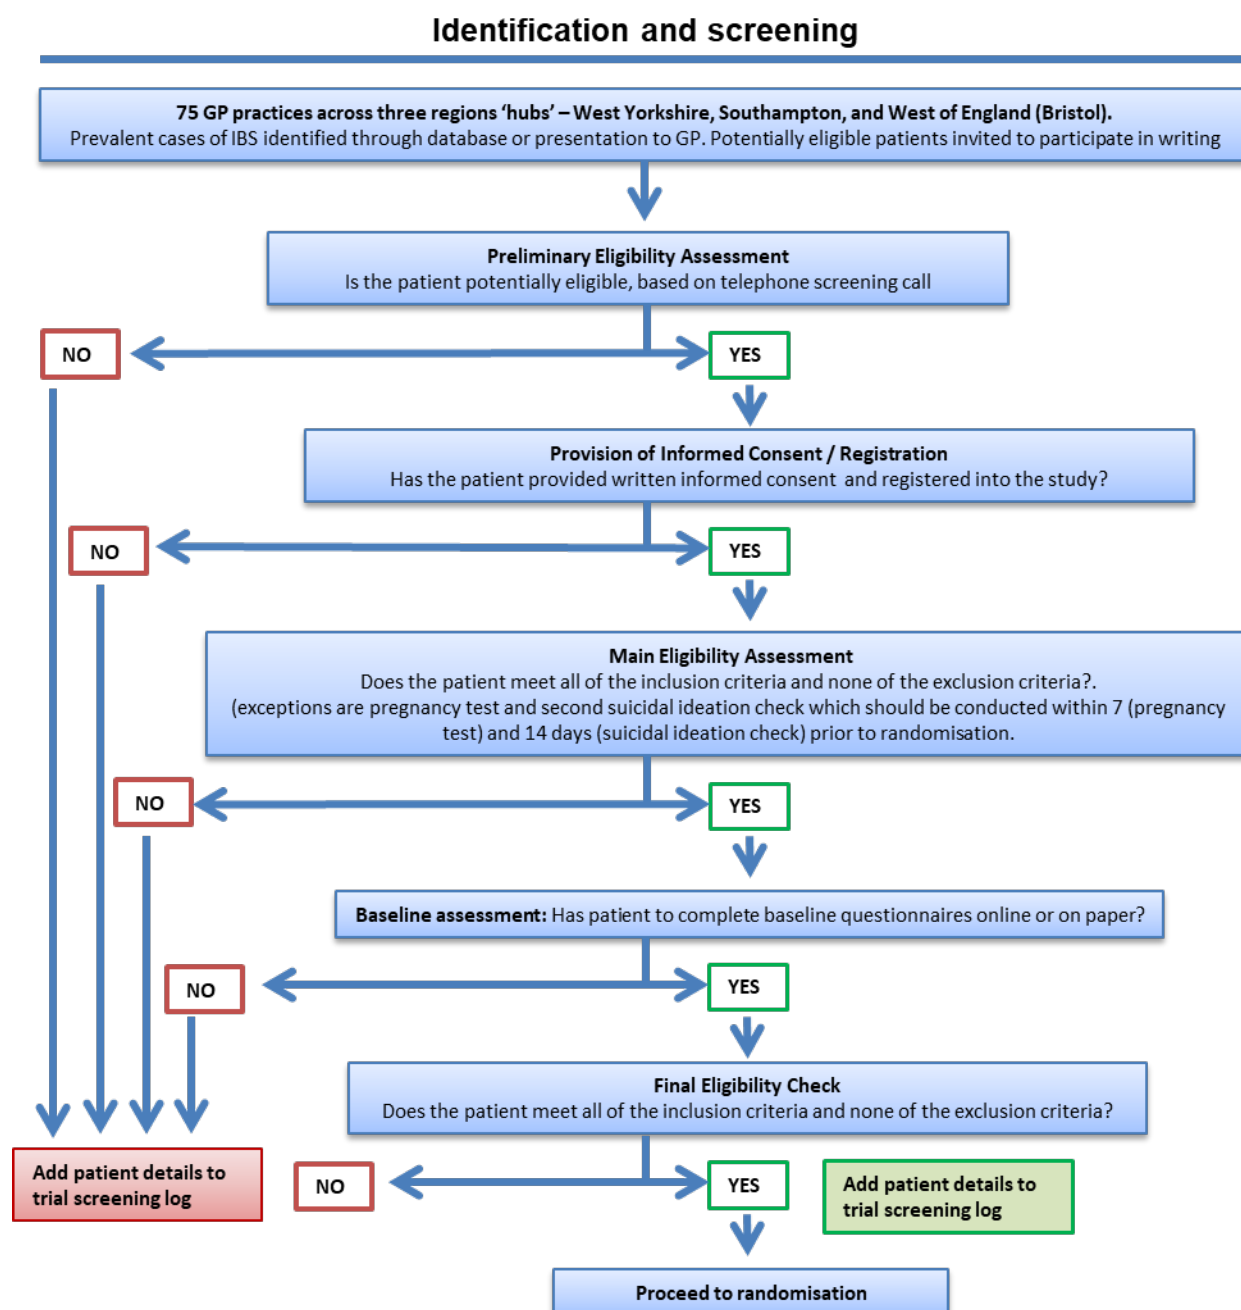 Identification and screening
75 GP practices across three regions ‘hubs’ – West Yorkshire, Southampton, and West of England (Bristol).
Prevalent cases of IBS identified through database or presentation to GP. Potentially eligible patients invited to participate in writing
Preliminary Eligibility Assessment
Is the patient potentially eligible, based on telephone screening call
NO
YES
Provision of Informed Consent / Registration
Has the patient provided written informed consent and registered into the study?
NO
YES
Main Eligibility Assessment
Does the patient meet all of the inclusion criteria and none of the exclusion criteria?.
(exceptions are pregnancy test and second suicidal ideation check which should be conducted within 7 (pregnancy
test) and 14 days (suicidal ideation check) prior to randomisation.
NO
YES
Baseline assessment: Has patient to complete baseline questionnaires online or on paper?
NO
YES
Final Eligibility Check
Does the patient meet all of the inclusion criteria and none of the exclusion criteria?
Add patient details to
trial screening log
NO
YES
Add patient details to
trial screening log
Proceed to randomisation